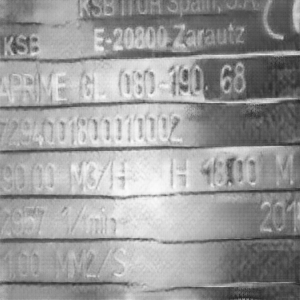 KSB ITUR Spain, S.A.
KSB E-20800 Zarautz
APRIME GL 080-190. 68
7294001800010002
90.00 M3/H H 18.00 M
2957 1/min 201
1.00 MM2/S